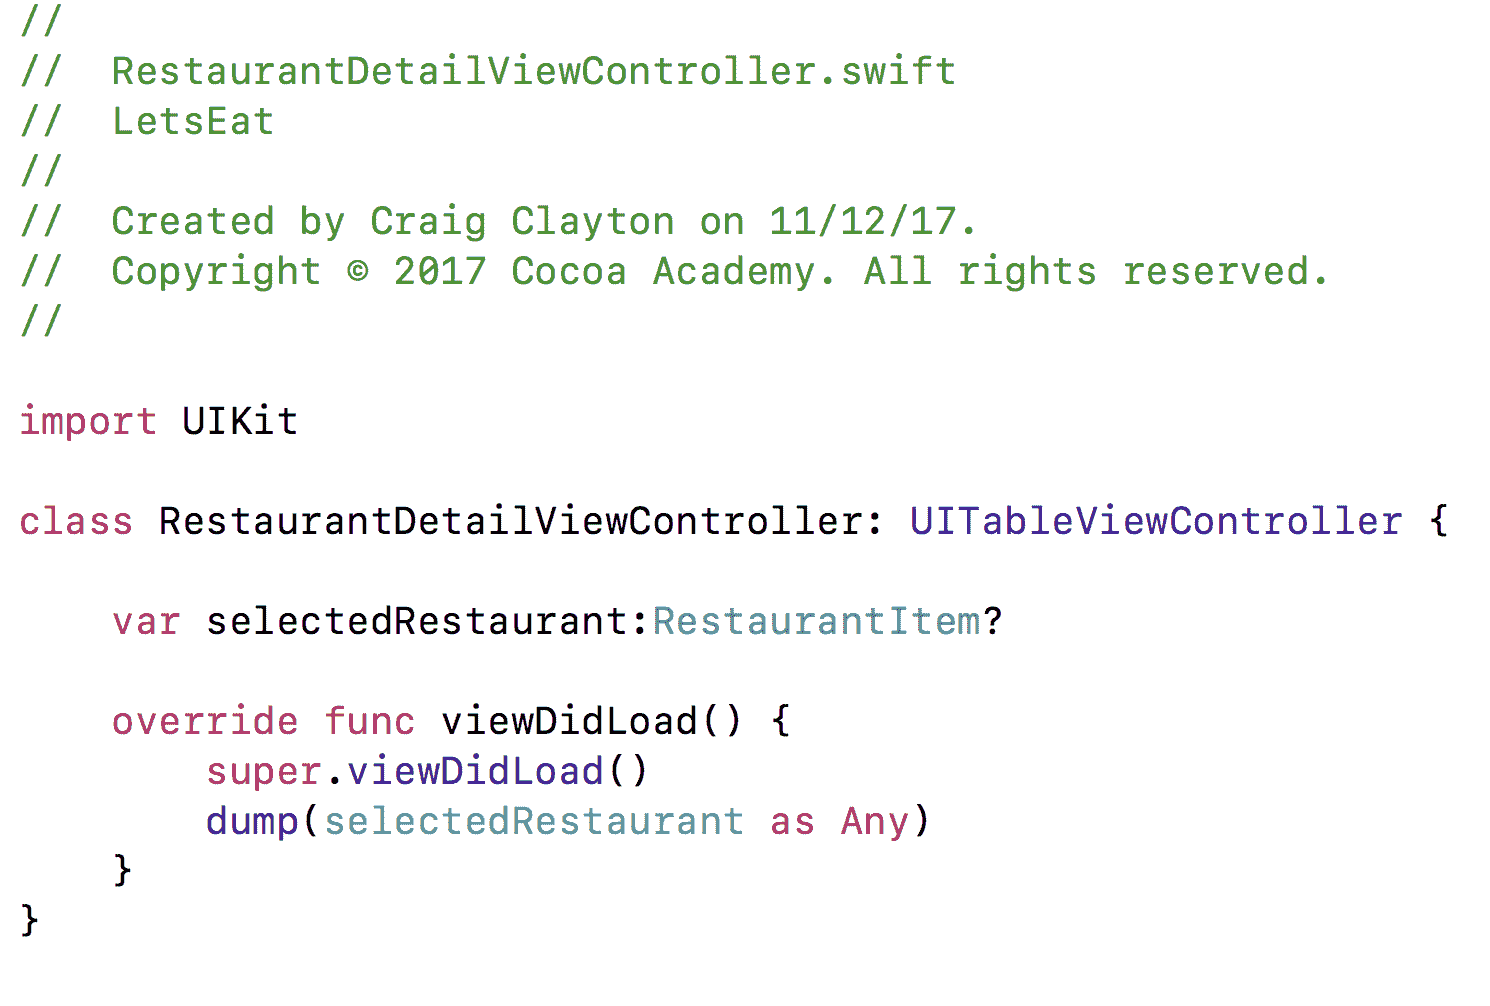 //
//  RestaurantDetailViewController.swift
//  LetsEat
//
//  Created by Craig Clayton on 11/12/17.
//  Copyright © 2017 Cocoa Academy. All rights reserved.
//
import UIKit
class RestaurantDetailViewController: UITableViewController {
    var selectedRestaurant:RestaurantItem?
    override func viewDidLoad() {
        super.viewDidLoad()
        dump(selectedRestaurant as Any)
    }
}